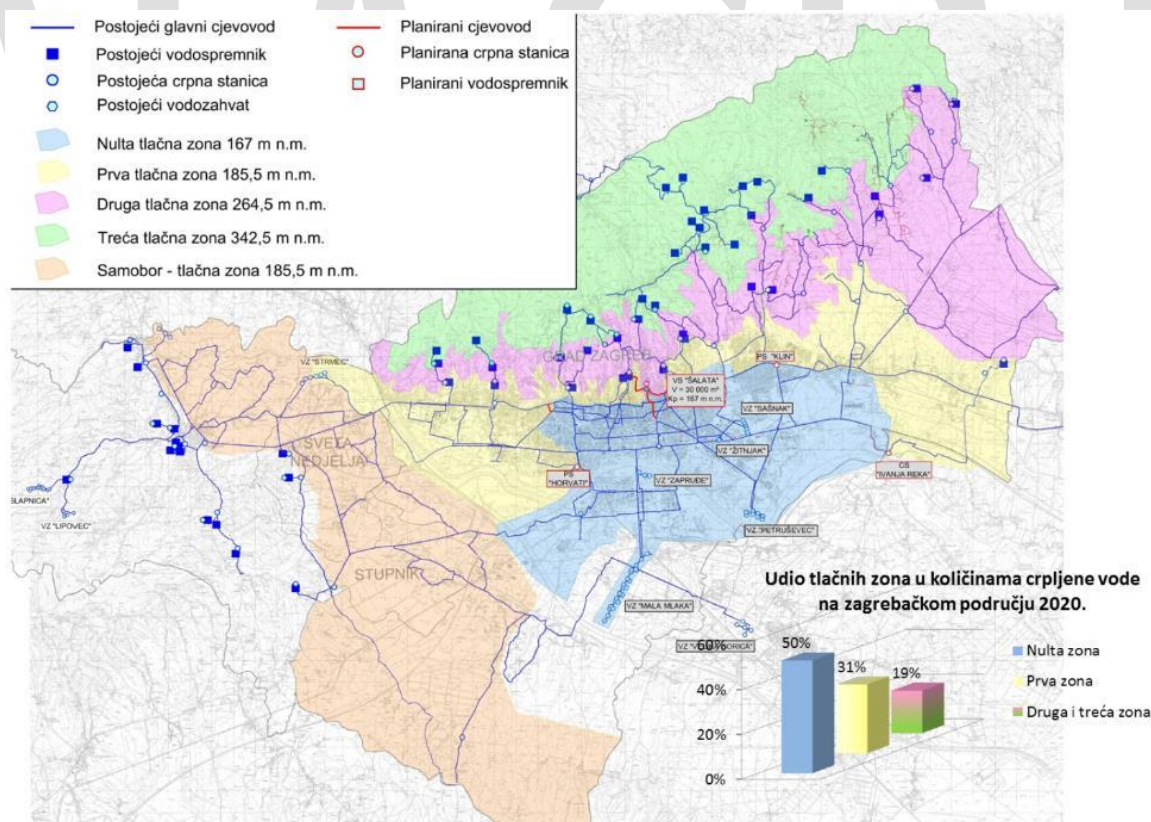 Postojeći glavni cjevovod
Postojeći vodospremnik
Postojeća crpna stanica
Postojeći vodozahvat
Planirani cjevovod
Planirana crpna stanica
Planirani vodospremnik
Nulta tlačna zona 167 m n.m.
Prva tlačna zona 185,5 m n.m.
Druga tlačna zona 264,5 m n.m.
Treća tlačna zona 342,5 m n.m.
Samobor - tlačna zona 185,5 m n.m.
VZ "STRMEC"
GRAD ZAGREB
PS "KLIN"
VS "ŠALATA"
V = 30 000 m³
Kp = 167 m n.m.
VZ "SAŠNAK"
SVETA
NEDJELJA
VZ "ŽITNJAK"
CS
"IVANJA REKA"
PS
"HORVATI"
VZ "ZAPRUĐE"
SLAPNICA"
VZ "LIPOVEC"
VZ "PETRUŠEVEC"
STUPNIK
VZ "MALA MLAKA"
Udio tlačnih zona u količinama crpljene vode
na zagrebačkom području 2020.
60%
40%
20%
0%
50%
31%
19%
Nulta zona
Prva zona
Druga i treća zona